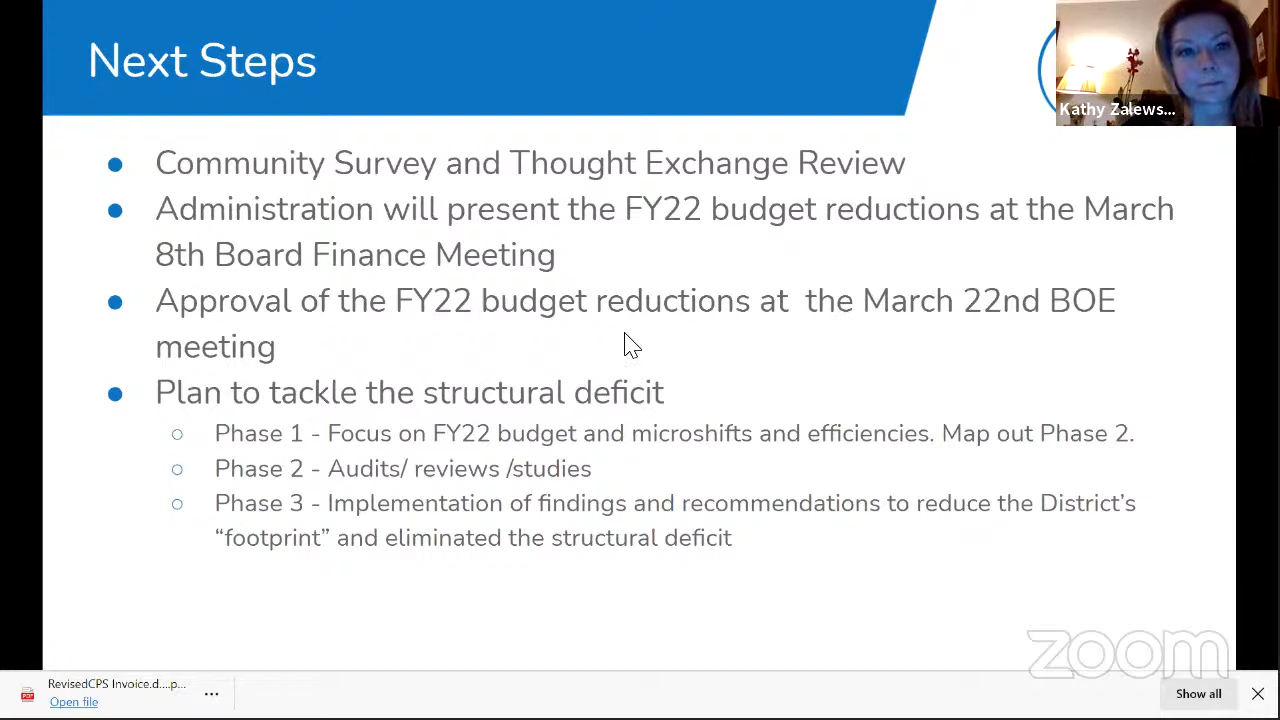 Next Steps
Kathy Zalews...
● Community Survey and Thought Exchange Review
● Administration will present the FY22 budget reductions at the March
8th Board Finance Meeting
● Approval of the FY22 budget reductions at  the March 22nd BOE
meeting
● Plan to tackle the structural deficit
○ Phase 1 - Focus on FY22 budget and microshifts and efficiencies. Map out Phase 2.
○ Phase 2 - Audits/ reviews /studies
○ Phase 3 - Implementation of findings and recommendations to reduce the District’s
“footprint” and eliminated the structural deficit
zoom
RevisedCPS Invoice.d....p...
Open file
...
Show all